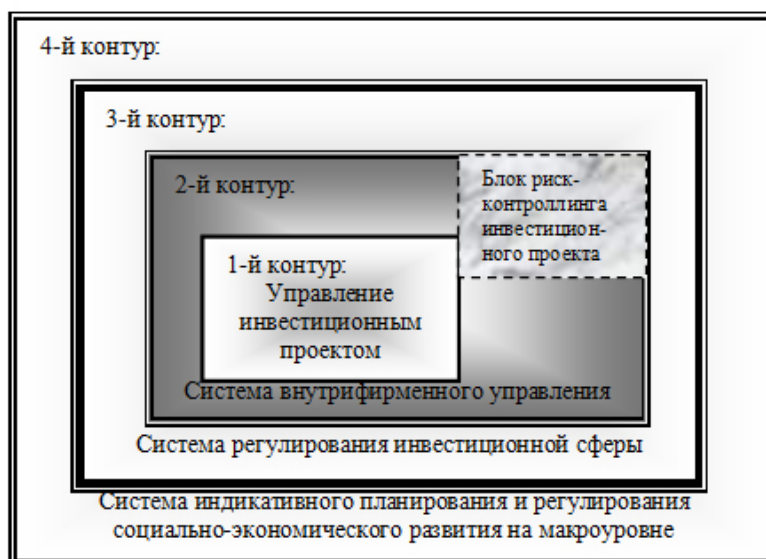 4-й контур:
3-й контур:
2-й контур:
Блок риск-
контроллинга
инвестицион-
ного проекта
1-й контур:
Управление
инвестиционным
проектом
Система внутрифирменного управления
Система регулирования инвестиционной сферы
Система индикативного планирования и регулирования
социально-экономического развития на макроуровне